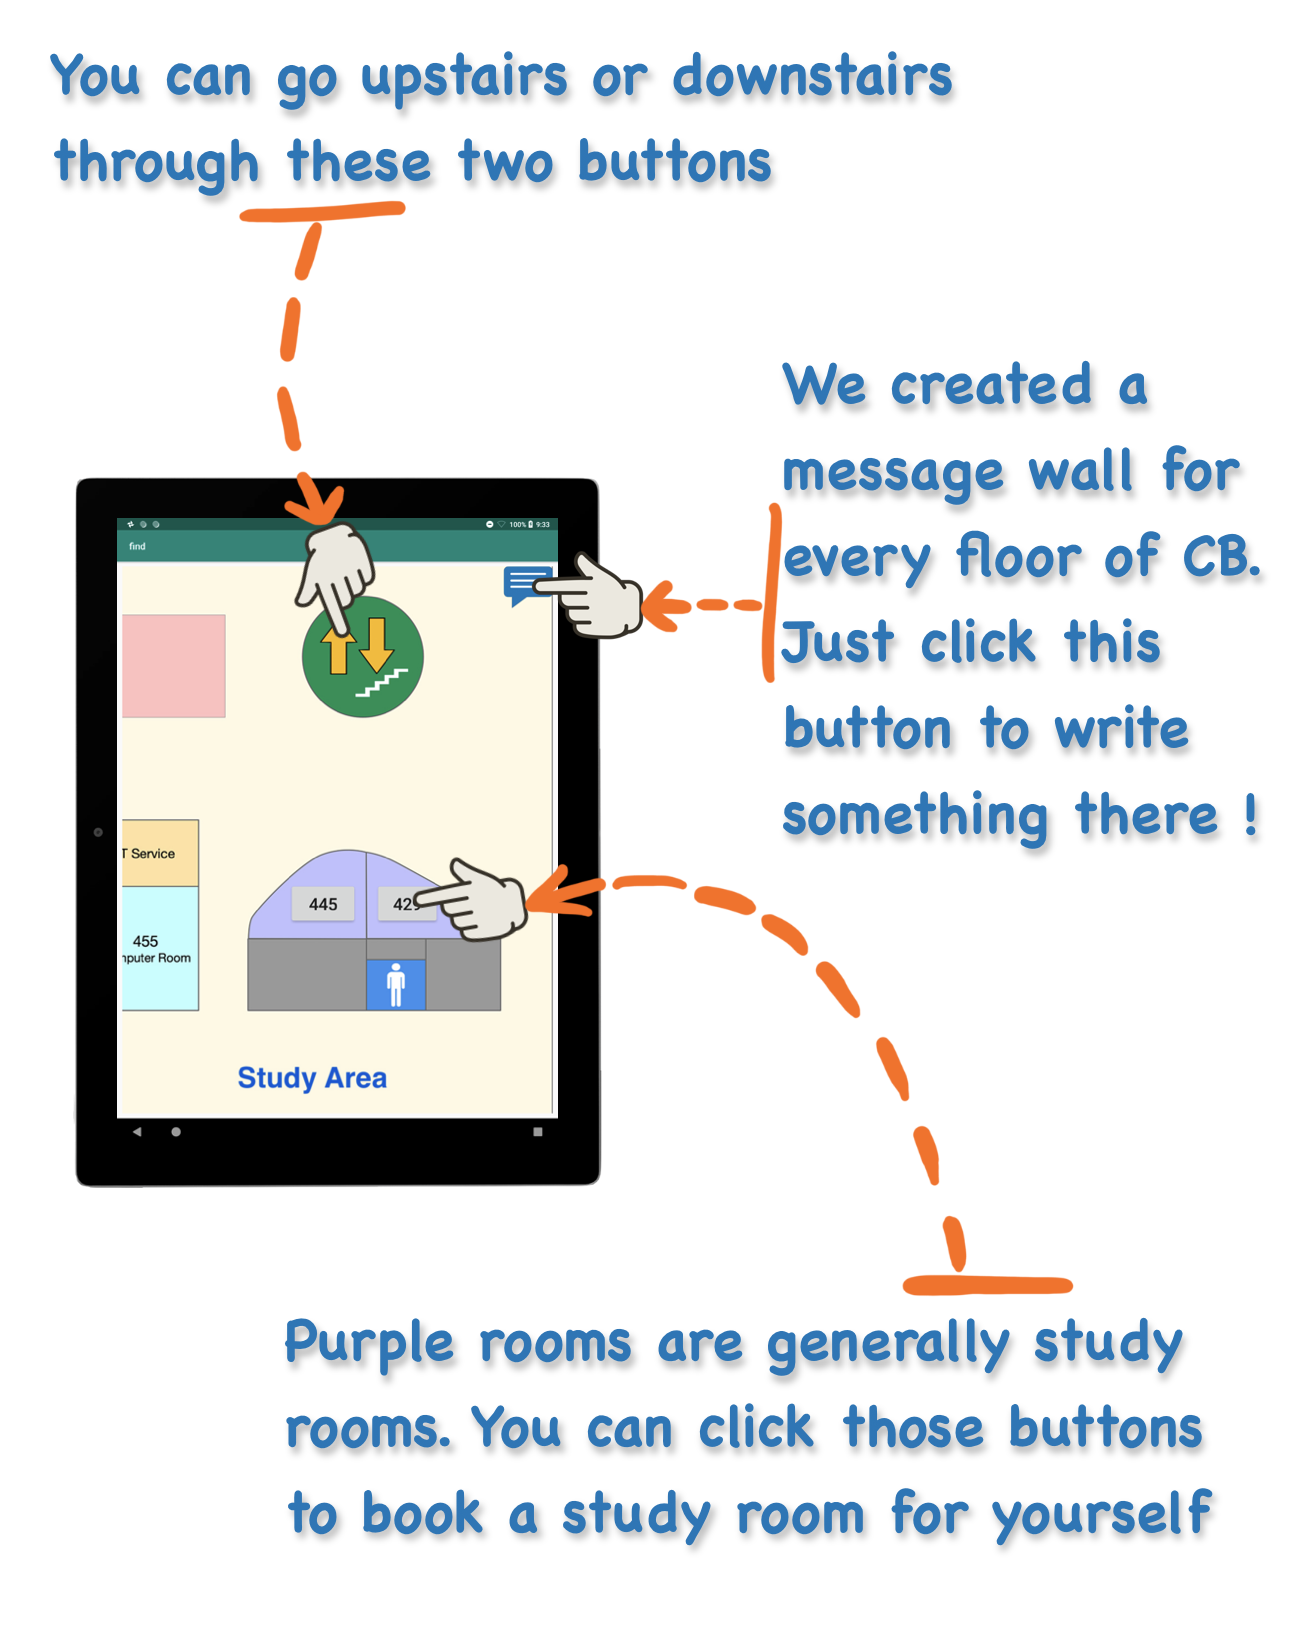 You can go upstairs or downstairs
through these two buttons
We created a
message wall for
every floor of CB.
Just click this
button to write
something there !
100% 9:33
find
T Service
445
455
mputer Room
Study Area
Purple rooms are generally study
rooms. You can click those buttons
to book a study room for yourself